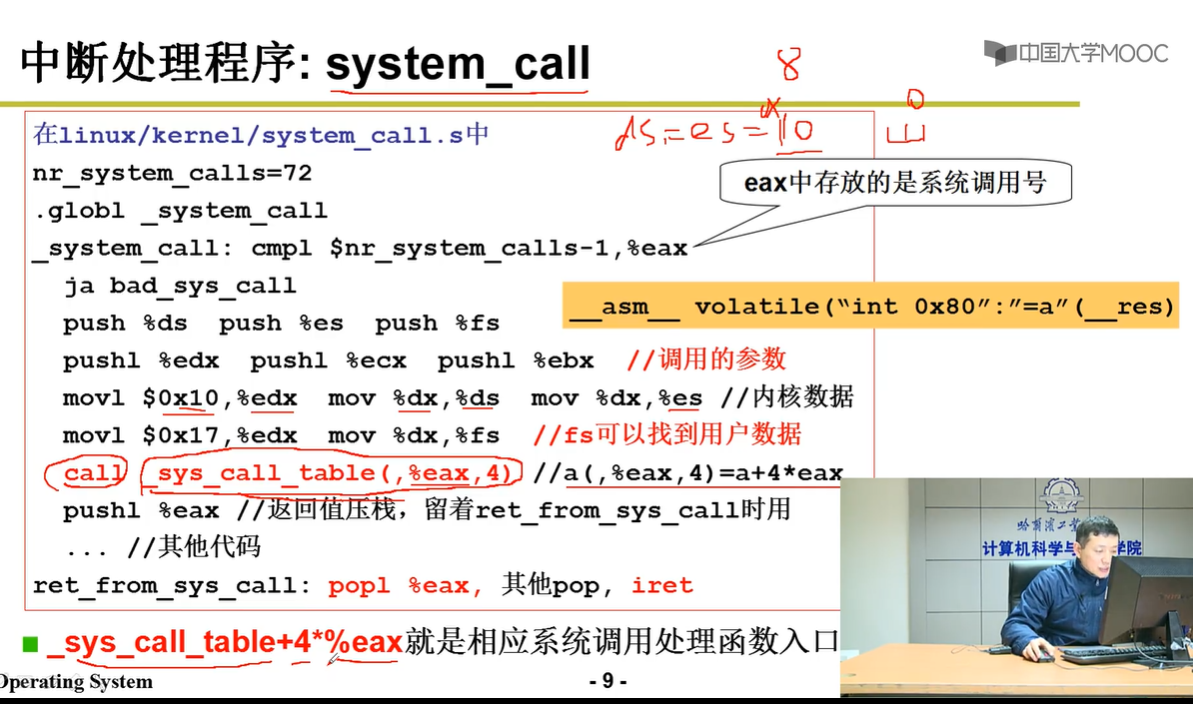 中断处理程序: system_call
中国大学MOOC
8
ds=es=10
0
在linux/kernel/system_call.s中
nr_system_calls=72
.globl _system_call
eax中存放的是系统调用号
_system_call: cmpl $nr_system_calls-1,%eax
ja bad_sys_call
__asm__ volatile(“int 0x80”:”=a”(__res)
push %ds push %es push %fs
pushl %edx pushl %ecx pushl %ebx //调用的参数
movl $0x10,%edx mov %dx,%ds mov %dx,%es //内核数据
movl $0x17,%edx mov %dx,%fs //fs可以找到用户数据
call _sys_call_table(,%eax,4) //a(,%eax,4)=a+4*eax
pushl %eax //返回值压栈，留着ret_from_sys_call时用
... //其他代码
ret_from_sys_call: popl %eax, 其他pop, iret
_sys_call_table+4*%eax就是相应系统调用处理函数入口
哈尔滨工业
计算机科学与 学院
Operating System
- 9 -